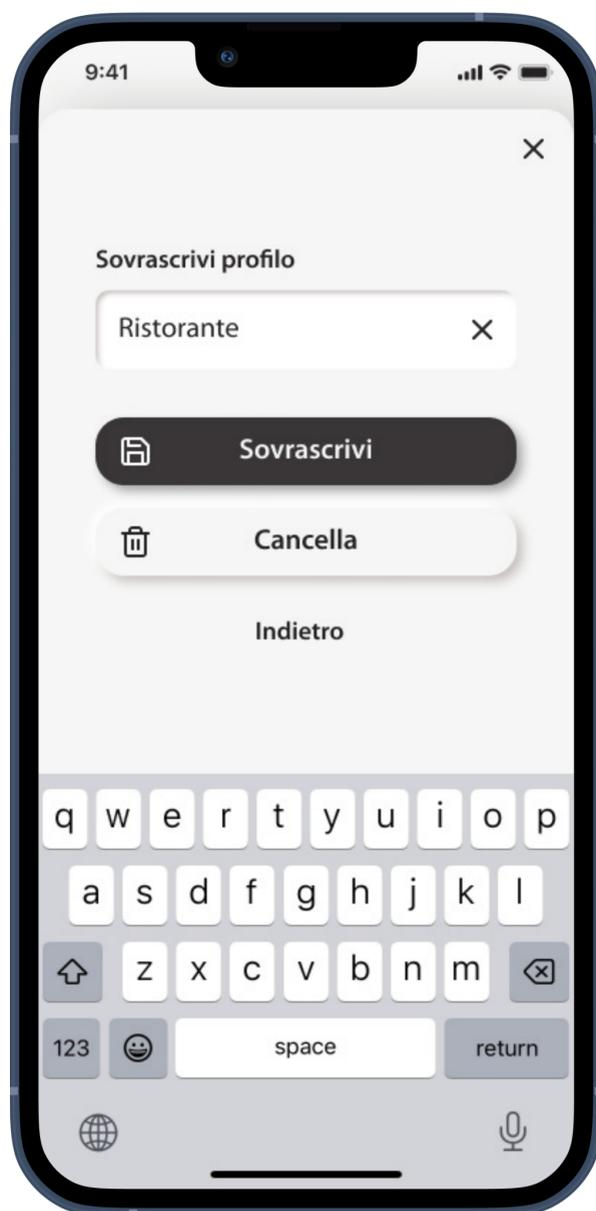 9:41
Sovrascrivi profilo
Ristorante
Sovrascrivi
Cancella
Indietro
q w e r t y u i o p
a s d f g h j k l
z x c v b n m
123 space return